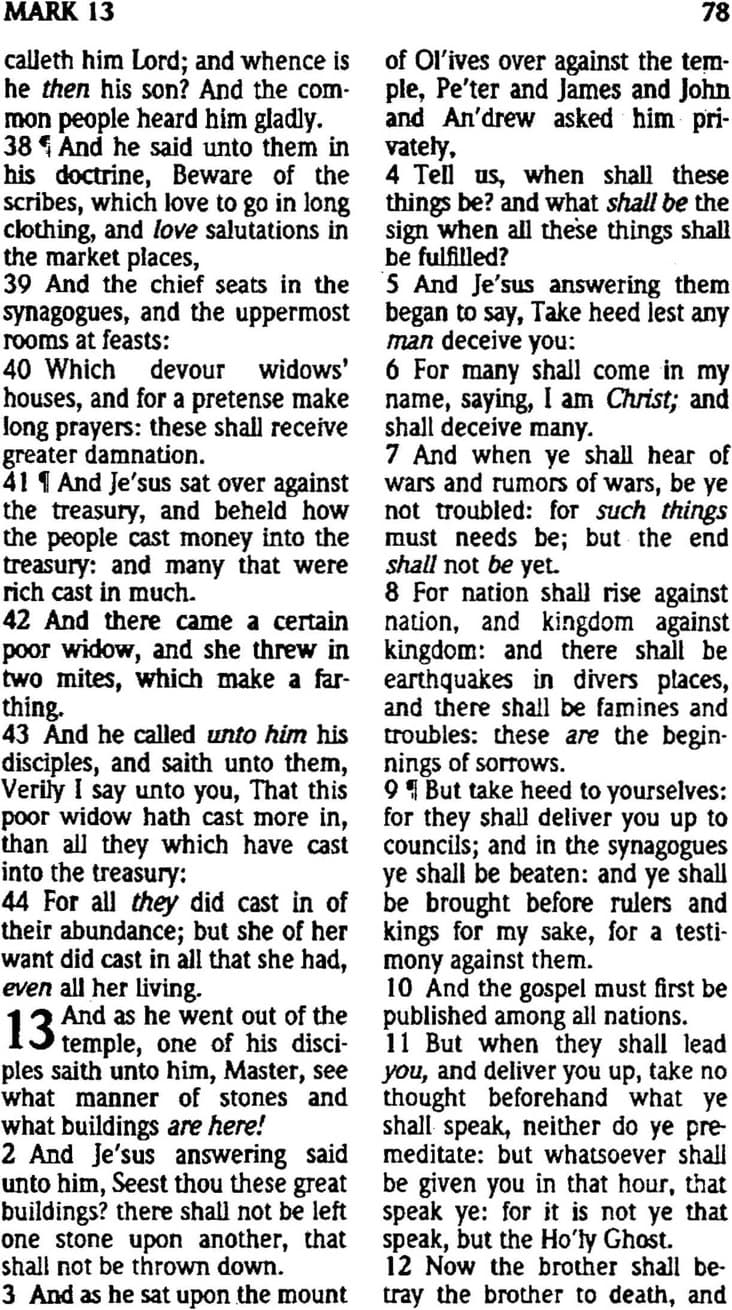 MARK 13
78
calleth him Lord; and whence is
he then his son? And the com-
mon people heard him gladly.
38 ¶ And he said unto them in
his doctrine, Beware of the
scribes, which love to go in long
clothing, and love salutations in
the market places,
39 And the chief seats in the
synagogues, and the uppermost
rooms at feasts:
40 Which devour widows'
houses, and for a pretense make
long prayers: these shall receive
greater damnation.
41 ¶ And Je'sus sat over against
the treasury, and beheld how
the people cast money into the
treasury: and many that were
rich cast in much.
42 And there came a certain
poor widow, and she threw in
two mites, which make a far-
thing.
43 And he called unto him his
disciples, and saith unto them,
Verily I say unto you, That this
poor widow hath cast more in,
than all they which have cast
into the treasury:
44 For all they did cast in of
their abundance; but she of her
want did cast in all that she had,
even all her living.
13 And as he went out of the
temple, one of his disci-
ples saith unto him, Master, see
what manner of stones and
what buildings are here!
2 And Je'sus answering said
unto him, Seest thou these great
buildings? there shall not be left
one stone upon another, that
shall not be thrown down.
3 And as he sat upon the mount
of Ol'ives over against the tem-
ple, Pe'ter and James and John
and An'drew asked him pri-
vately,
4 Tell us, when shall these
things be? and what shall be the
sign when all these things shall
be fulfilled?
5 And Je'sus answering them
began to say, Take heed lest any
man deceive you:
6 For many shall come in my
name, saying, I am Christ; and
shall deceive many.
7 And when ye shall hear of
wars and rumors of wars, be ye
not troubled: for such things
must needs be; but the end
shall not be yet.
8 For nation shall rise against
nation, and kingdom against
kingdom: and there shall be
earthquakes in divers places,
and there shall be famines and
troubles: these are the begin-
nings of sorrows.
9 ¶ But take heed to yourselves:
for they shall deliver you up to
councils; and in the synagogues
ye shall be beaten: and ye shall
be brought before rulers and
kings for my sake, for a testi-
mony against them.
10 And the gospel must first be
published among all nations.
11 But when they shall lead
you, and deliver you up, take no
thought beforehand what ye
shall speak, neither do ye pre-
meditate: but whatsoever shall
be given you in that hour, that
speak ye: for it is not ye that
speak, but the Ho'ly Ghost.
12 Now the brother shall be-
tray the brother to death, and